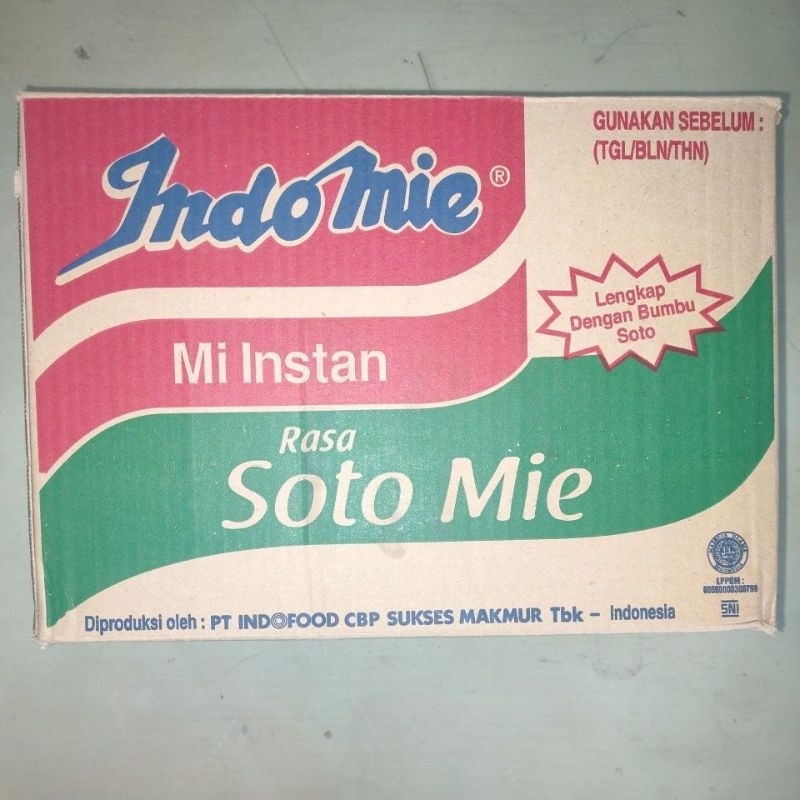 Indomie®
GUNAKAN SEBELUM :
(TGL/BLN/THN)
Lengkap
Dengan Bumbu
Soto
Mi Instan
Rasa
Soto Mie
LPPOM :
SNI
Diproduksi oleh : PT INDOFOOD CBP SUKSES MAKMUR Tbk – Indonesia